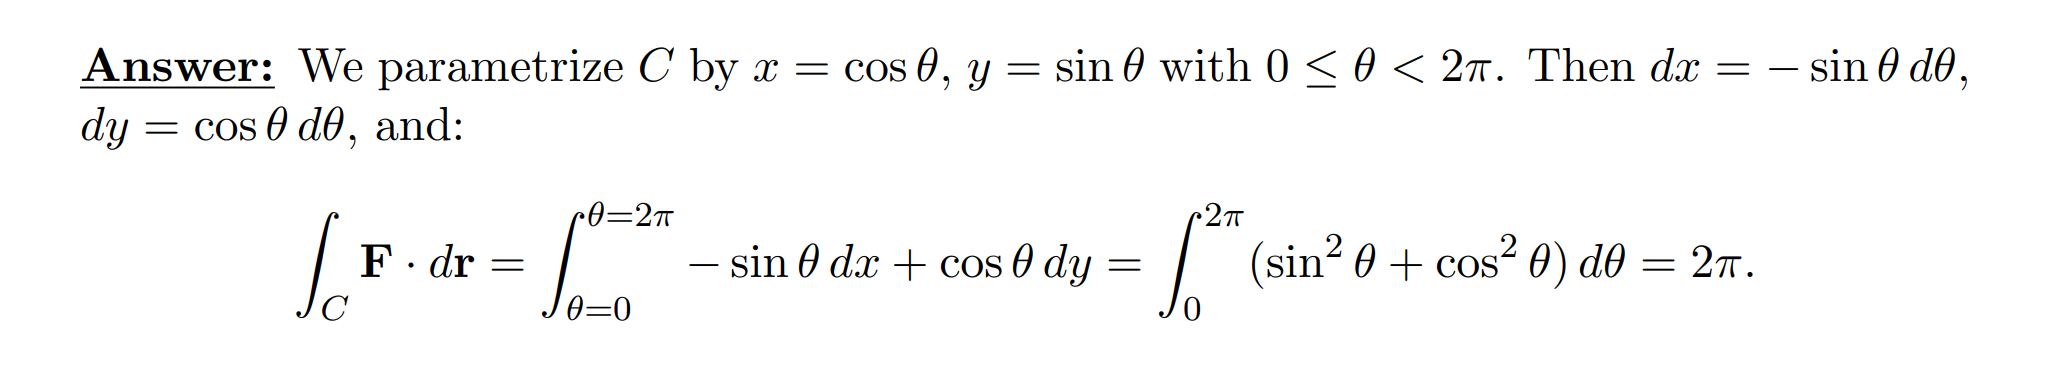 Answer: We parametrize C by x = cos θ, y = sin θ with 0 ≤ θ < 2π. Then dx = − sin θ dθ,
dy = cos θ dθ, and:
∫_C F · dr = ∫_{θ=0}^{θ=2π} − sin θ dx + cos θ dy = ∫_0^{2π} (sin² θ + cos² θ) dθ = 2π.